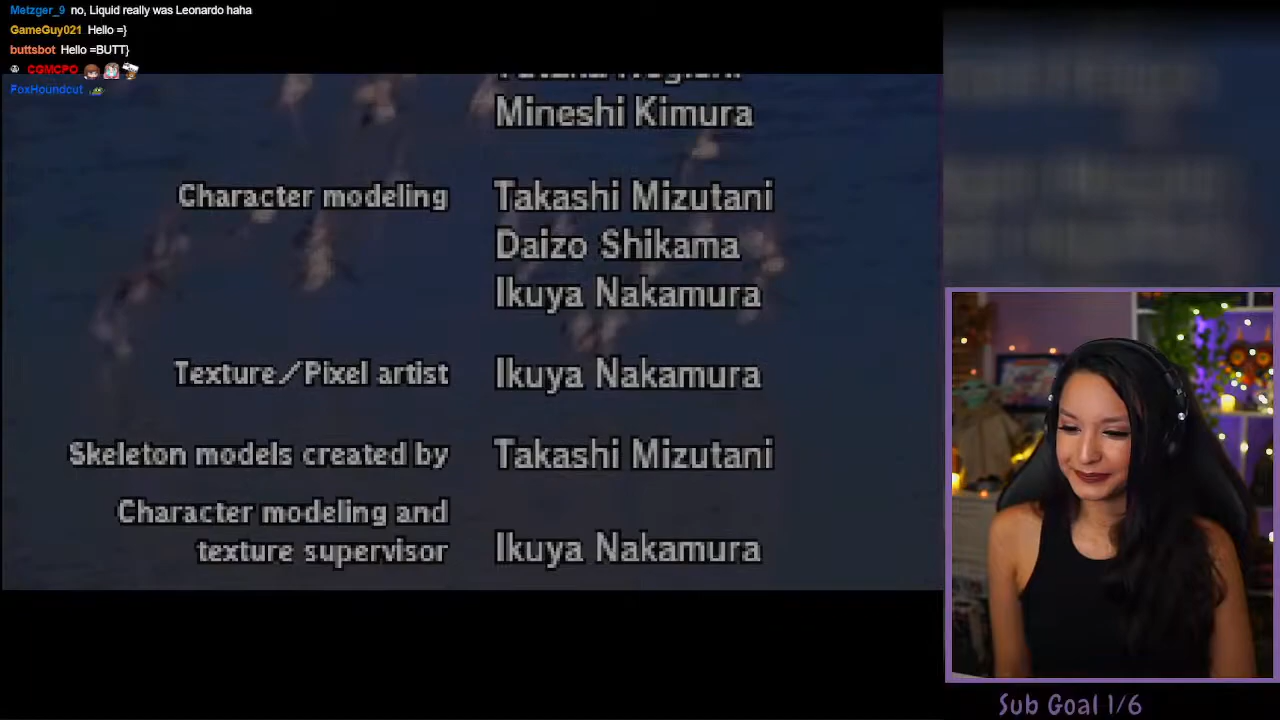 Metzger_9 no, Liquid really was Leonardo haha
GameGuy021 Hello =}
buttsbot Hello =BUTT}
CGMCPO
FoxHoundcut
Mineshi Kimura
Character modeling Takashi Mizutani
Daizo Shikama
Ikuya Nakamura
Texture/Pixel artist Ikuya Nakamura
Skeleton models created by Takashi Mizutani
Character modeling and
texture supervisor Ikuya Nakamura
Sub Goal 1/6